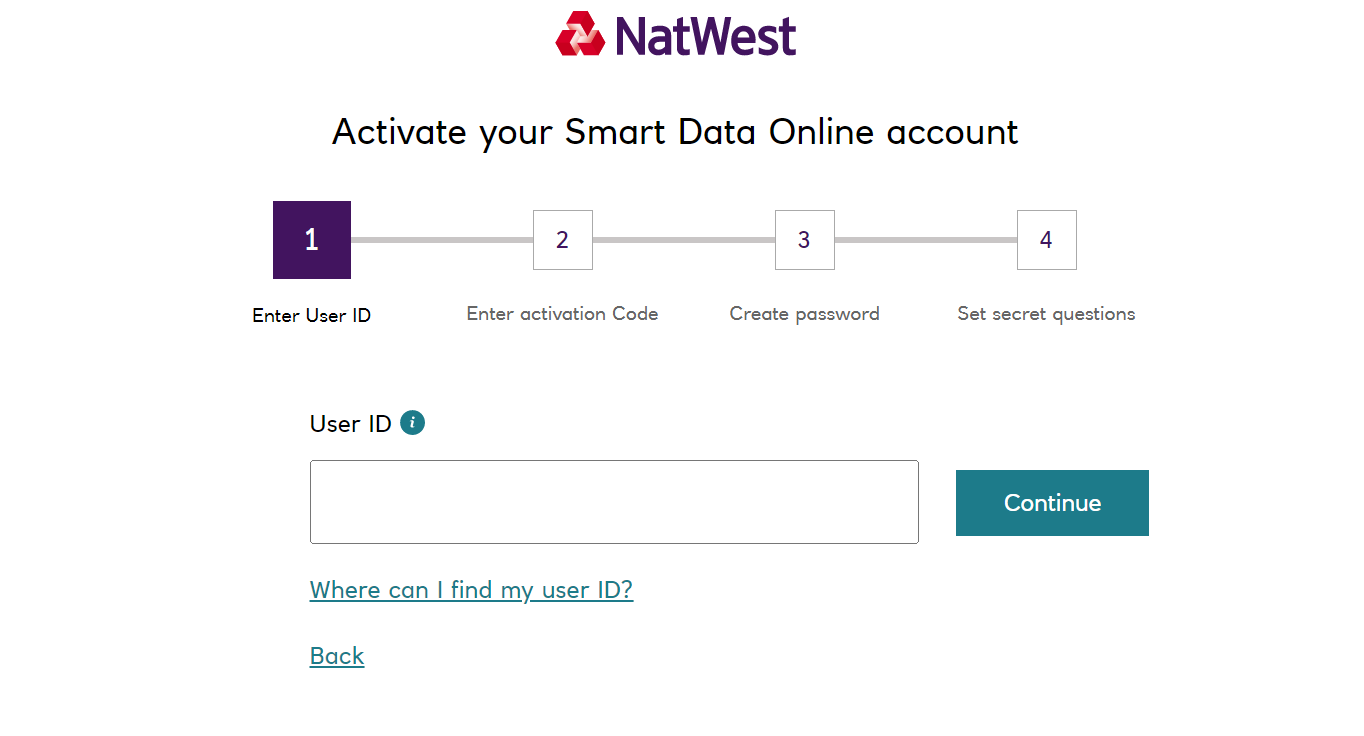 NatWest
Activate your Smart Data Online account
1
2
3
4
Enter User ID
Enter activation Code
Create password
Set secret questions
User ID i
Continue
Where can I find my user ID?
Back